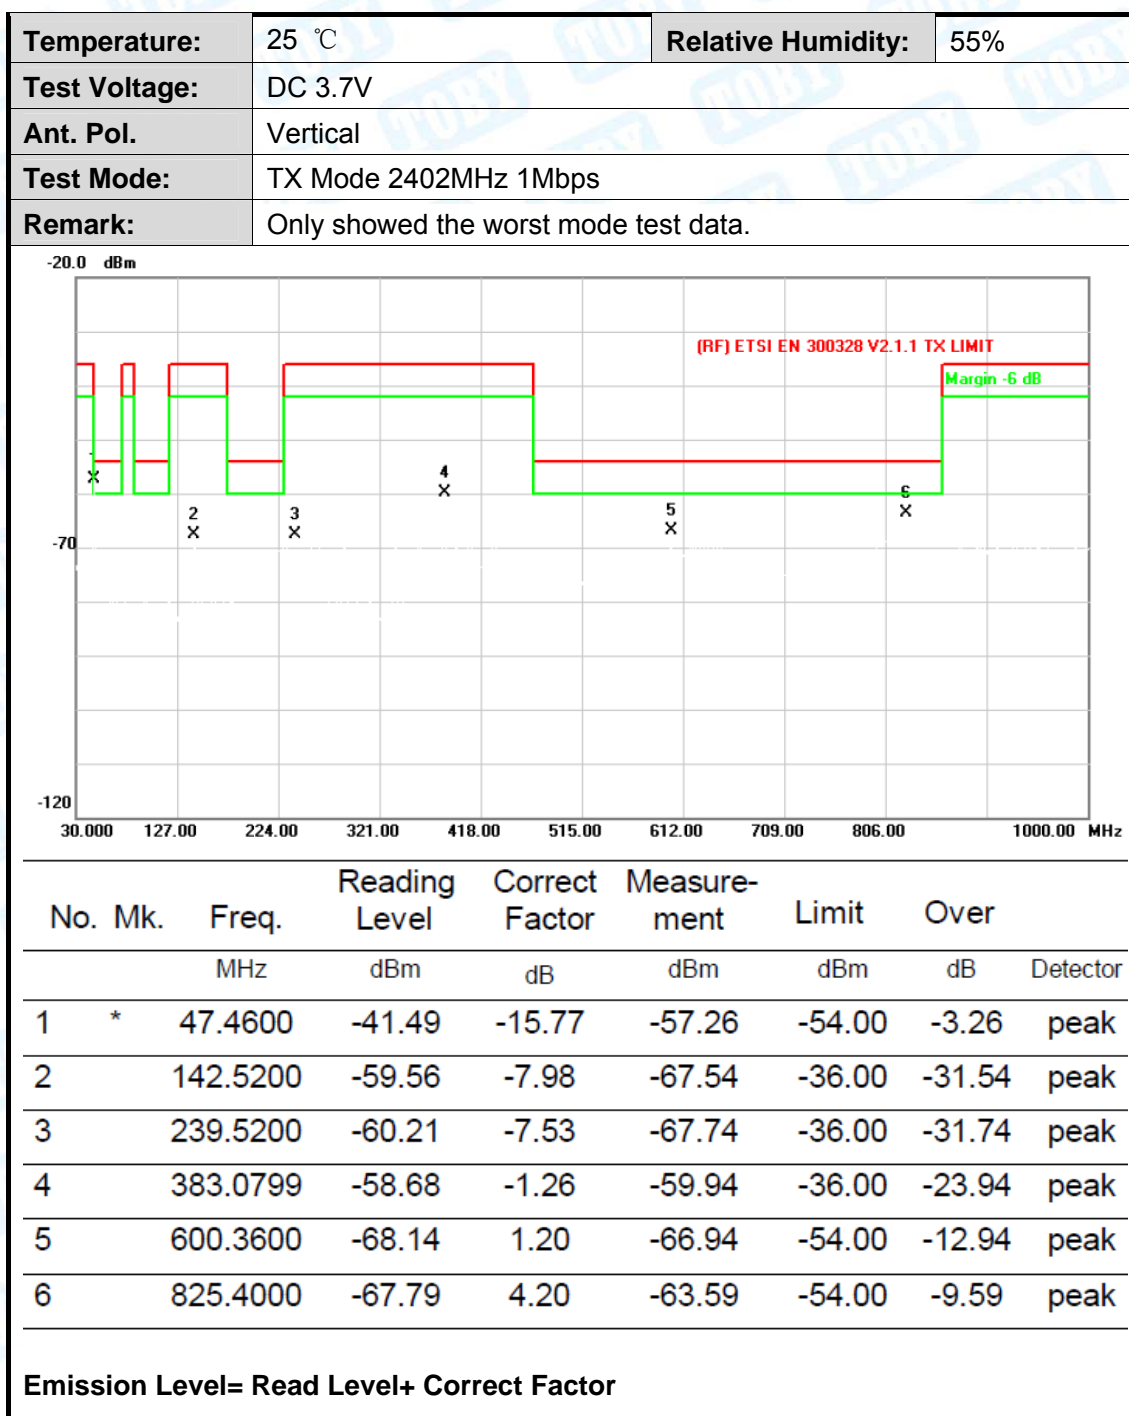 Temperature: 25 ℃ Relative Humidity: 55%
Test Voltage: DC 3.7V
Ant. Pol. Vertical
Test Mode: TX Mode 2402MHz 1Mbps
Remark: Only showed the worst mode test data.
-20.0 dBm
(RF) ETSI EN 300328 V2.1.1 TX LIMIT
Margin -6 dB
4
6
2 3 5
-70
-120
30.000 127.00 224.00 321.00 418.00 515.00 612.00 709.00 806.00 1000.00 MHz
No. Mk. Freq. Reading Level Correct Factor Measure-ment Limit Over
MHz dBm dB dBm dBm dB Detector
1 * 47.4600 -41.49 -15.77 -57.26 -54.00 -3.26 peak
2 142.5200 -59.56 -7.98 -67.54 -36.00 -31.54 peak
3 239.5200 -60.21 -7.53 -67.74 -36.00 -31.74 peak
4 383.0799 -58.68 -1.26 -59.94 -36.00 -23.94 peak
5 600.3600 -68.14 1.20 -66.94 -54.00 -12.94 peak
6 825.4000 -67.79 4.20 -63.59 -54.00 -9.59 peak
Emission Level= Read Level+ Correct Factor
TOBY
TOBY
TOBY
TOBY
TOBY
TOBY
TOBY
TOBY